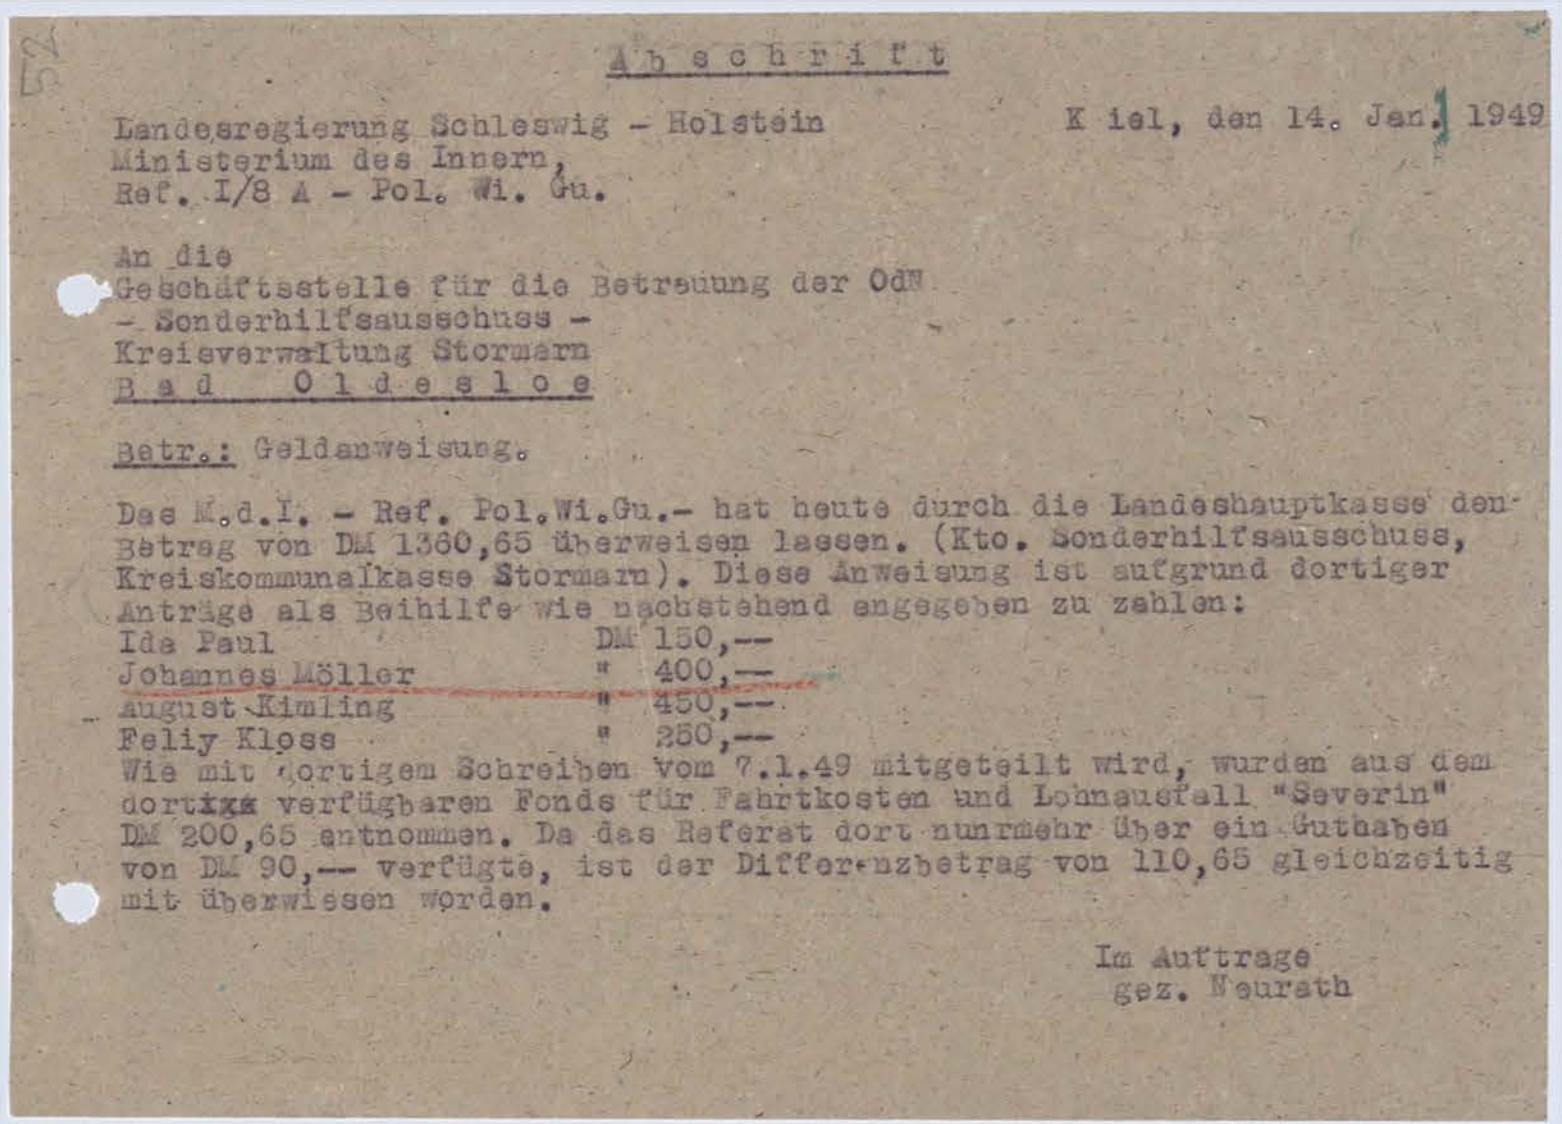 52
Abschrift
Landesregierung Schleswig - Holstein K iel, den 14. Jan. 1949
Ministerium des Innern,
Ref. I/8 A - Pol. Wi. Gu.
An die
Geschäftsstelle für die Betreuung der OdN
- Sonderhilfsausschuss -
Kreisverwaltung Stormarn
Bad Oldesloe
Betr.: Geldanweisung.
Das M.d.I. - Ref. Pol.Wi.Gu.- hat heute durch die Landeshauptkasse den
Betrag von DM 1360,65 überweisen lassen. (Kto. Sonderhilfsausschuss,
Kreiskommunalkasse Stormarn). Diese Anweisung ist aufgrund dortiger
Anträge als Beihilfe wie nachstehend angegeben zu zahlen:
Ida Paul DM 150,--
Johannes Möller " 400,--
August Kimling " 450,--
Feliy Kloss " 250,--
Wie mit dortigem Schreiben vom 7.1.49 mitgeteilt wird, wurden aus dem
dort verfügbaren Fonds für Fahrtkosten und Lohnausfall "Severin"
DM 200,65 entnommen. Da das Referat dort nunrmehr über ein Guthaben
von DM 90,-- verfügte, ist der Differenzbetrag von 110,65 gleichzeitig
mit überwiesen worden.
Im Auftrage
gez. Neurath